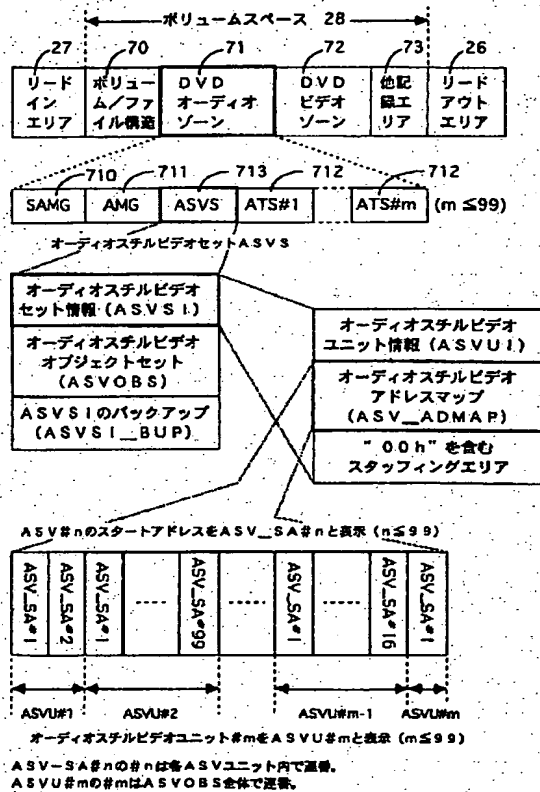 ボリュームスペース 28
27 70 71 72 73 26
リード
イン
エリア
ボリュー
ム/ファ
イル構造
DVD
オーディオ
ゾーン
DVD
ビデオ
ゾーン
他記
録エ
リア
リード
アウト
エリア
710 711 713 712 712
SAMG AMG ASVS ATS#1 ATS#m (m≦99)
オーディオスチルビデオセットASVS
オーディオスチルビデオ
セット情報(ASVSI)
オーディオスチルビデオ
オブジェクトセット
(ASVOBS)
ASVSIのバックアップ
(ASVSI__BUP)
オーディオスチルビデオ
ユニット情報(ASVUI)
オーディオスチルビデオ
アドレスマップ
(ASV__ADMAP)
"00h"を含む
スタッフィングエリア
ASV#nのスタートアドレスをASV__SA#nと表示(n≦99)
ASV_SA#1 ASV_SA#2 ASV_SA#1 ····· ASV_SA#99 ····· ASV_SA#1 ····· ASV_SA#16 ASV_SA#1
ASVU#1 ASVU#2 ASVU#m-1 ASVU#m
オーディオスチルビデオユニット#mをASVU#mと表示(m≦99)
ASV-SA#nの#nは各ASVユニット内で連番。
ASVU#mの#mはASVOBS全体で連番。